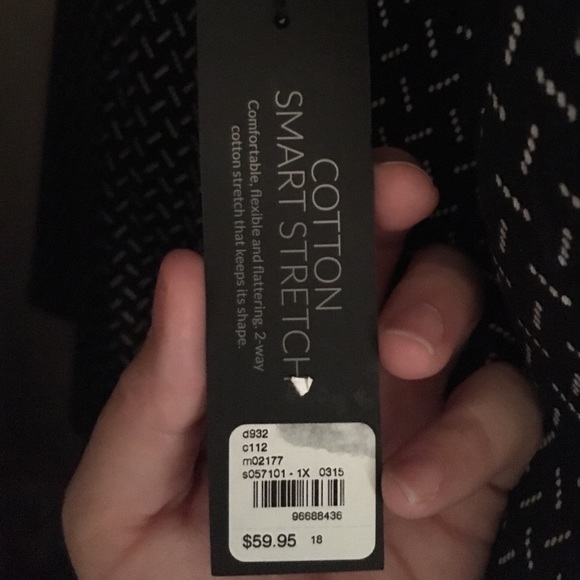 COTTON
SMART STRETCH
Comfortable, flexible and flattering. 2-way
cotton stretch that keeps its shape.
d932
c112
m02177
s057101 - 1X 0315
96688436
$59.95 18